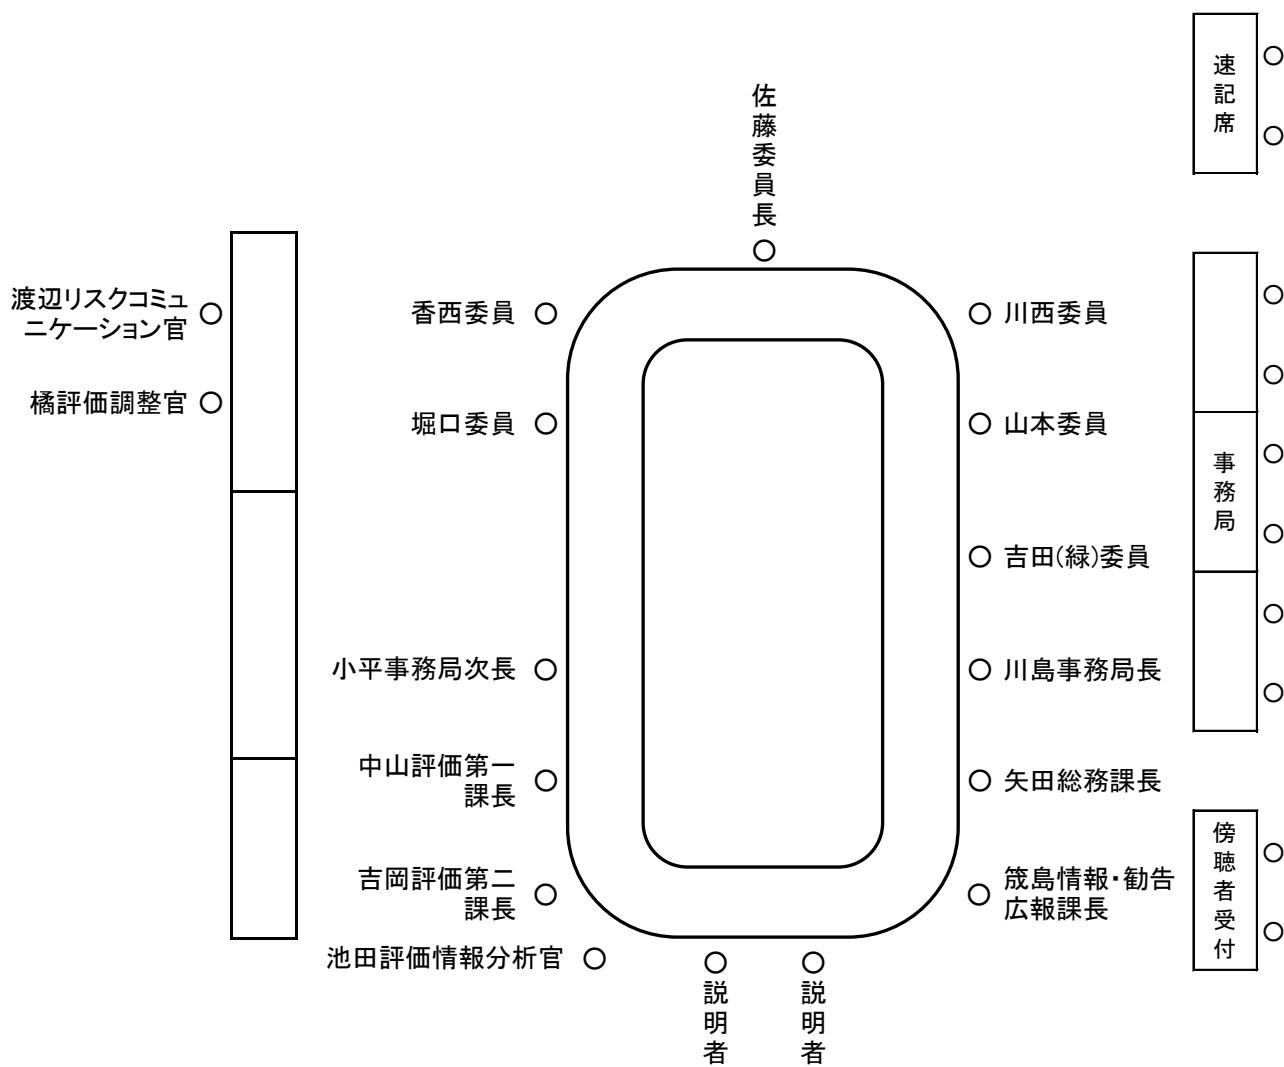 速記席
佐藤委員長
渡辺リスクコミュ
ニケーション官
香西委員
川西委員
橘評価調整官
堀口委員
山本委員
事務局
吉田(緑)委員
小平事務局次長
川島事務局長
中山評価第一
課長
矢田総務課長
吉岡評価第二
課長
筬島情報・勧告
広報課長
傍聴者受付
池田評価情報分析官
説明者
説明者